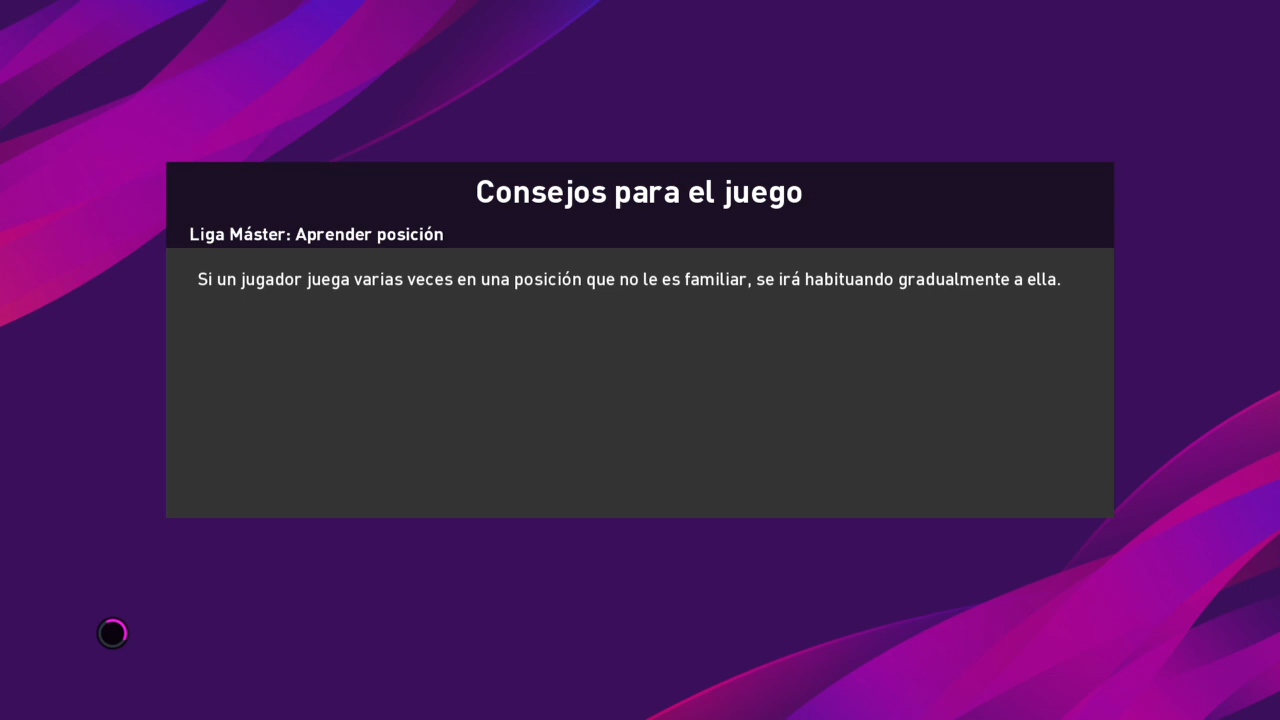 Consejos para el juego
Liga Máster: Aprender posición
Si un jugador juega varias veces en una posición que no le es familiar, se irá habituando gradualmente a ella.